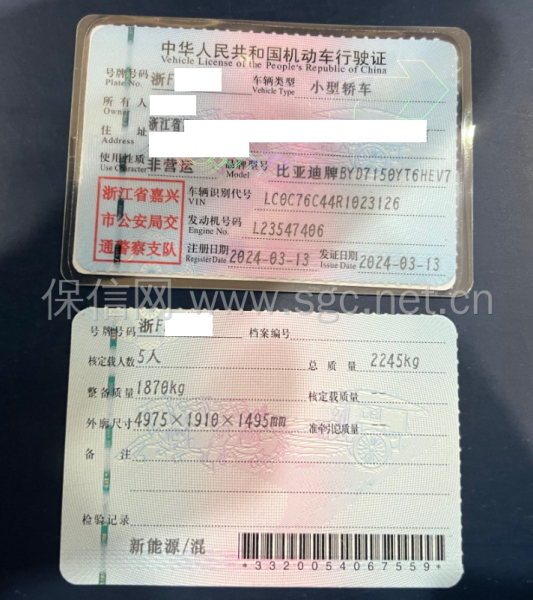 中华人民共和国机动车行驶证
Vehicle License of the People's Republic of China
号牌号码 浙F 车辆类型 小型轿车
Plate No. Vehicle Type
所有人
Owner
住址 浙江省
Address
使用性质 非营运 品牌型号 比亚迪牌BYD7150YT6HEV7
Use Character Model
浙江省嘉兴
市公安局交
通警察支队
车辆识别代号 LC0C76C44R1023126
VIN
发动机号码 L23547406
Engine No.
注册日期 2024-03-13 发证日期 2024-03-13
Register Date Issue Date
保信网 www.sgc.net.cn
号牌号码 浙F 档案编号
核定载人数 5人 总质量 2245kg
整备质量 1870kg 核定载质量 --
外廓尺寸 4975×1910×1495mm 准牵引总质量 --
备注
检验记录
新能源/混
*3320054067559*